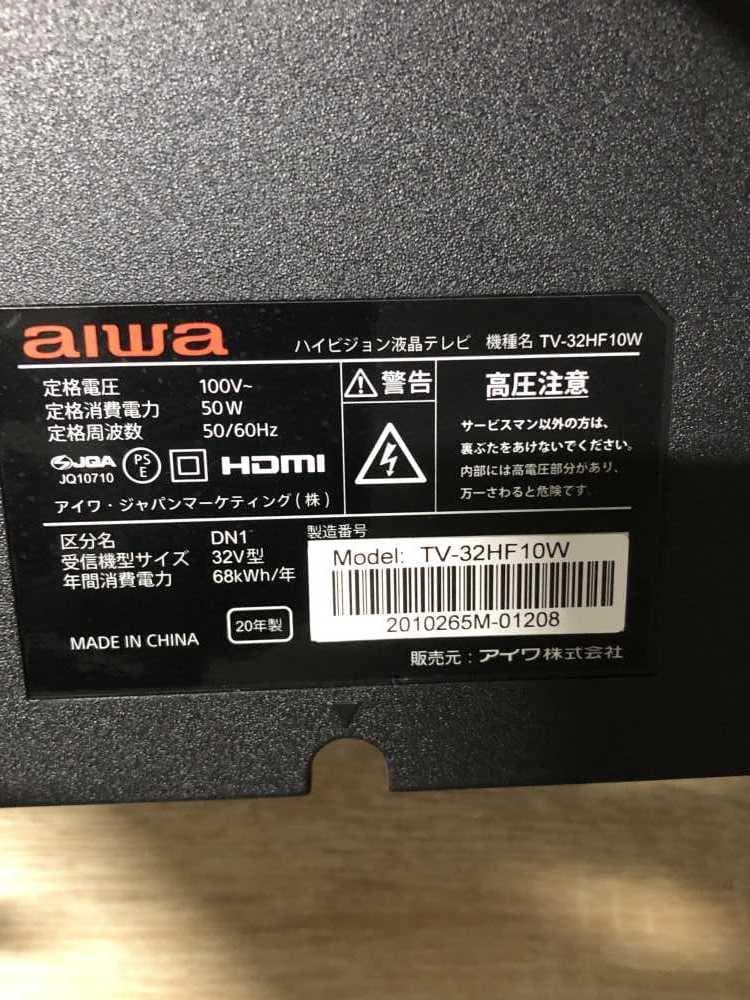 aiwa
ハイビジョン液晶テレビ 機種名 TV-32HF10W
定格電圧 100V~
定格消費電力 50W
定格周波数 50/60Hz
JQA
JQ10710
PS
E
HDMI
アイワ・ジャパンマーケティング(株)
警告
高圧注意
サービスマン以外の方は、
裏ぶたをあけないでください。
内部には高電圧部分があり、
万一さわると危険です。
区分名 DN1
受信機型サイズ 32V型
年間消費電力 68kWh/年
MADE IN CHINA
20年製
製造番号
Model: TV-32HF10W
2010265M-01208
販売元:アイワ株式会社